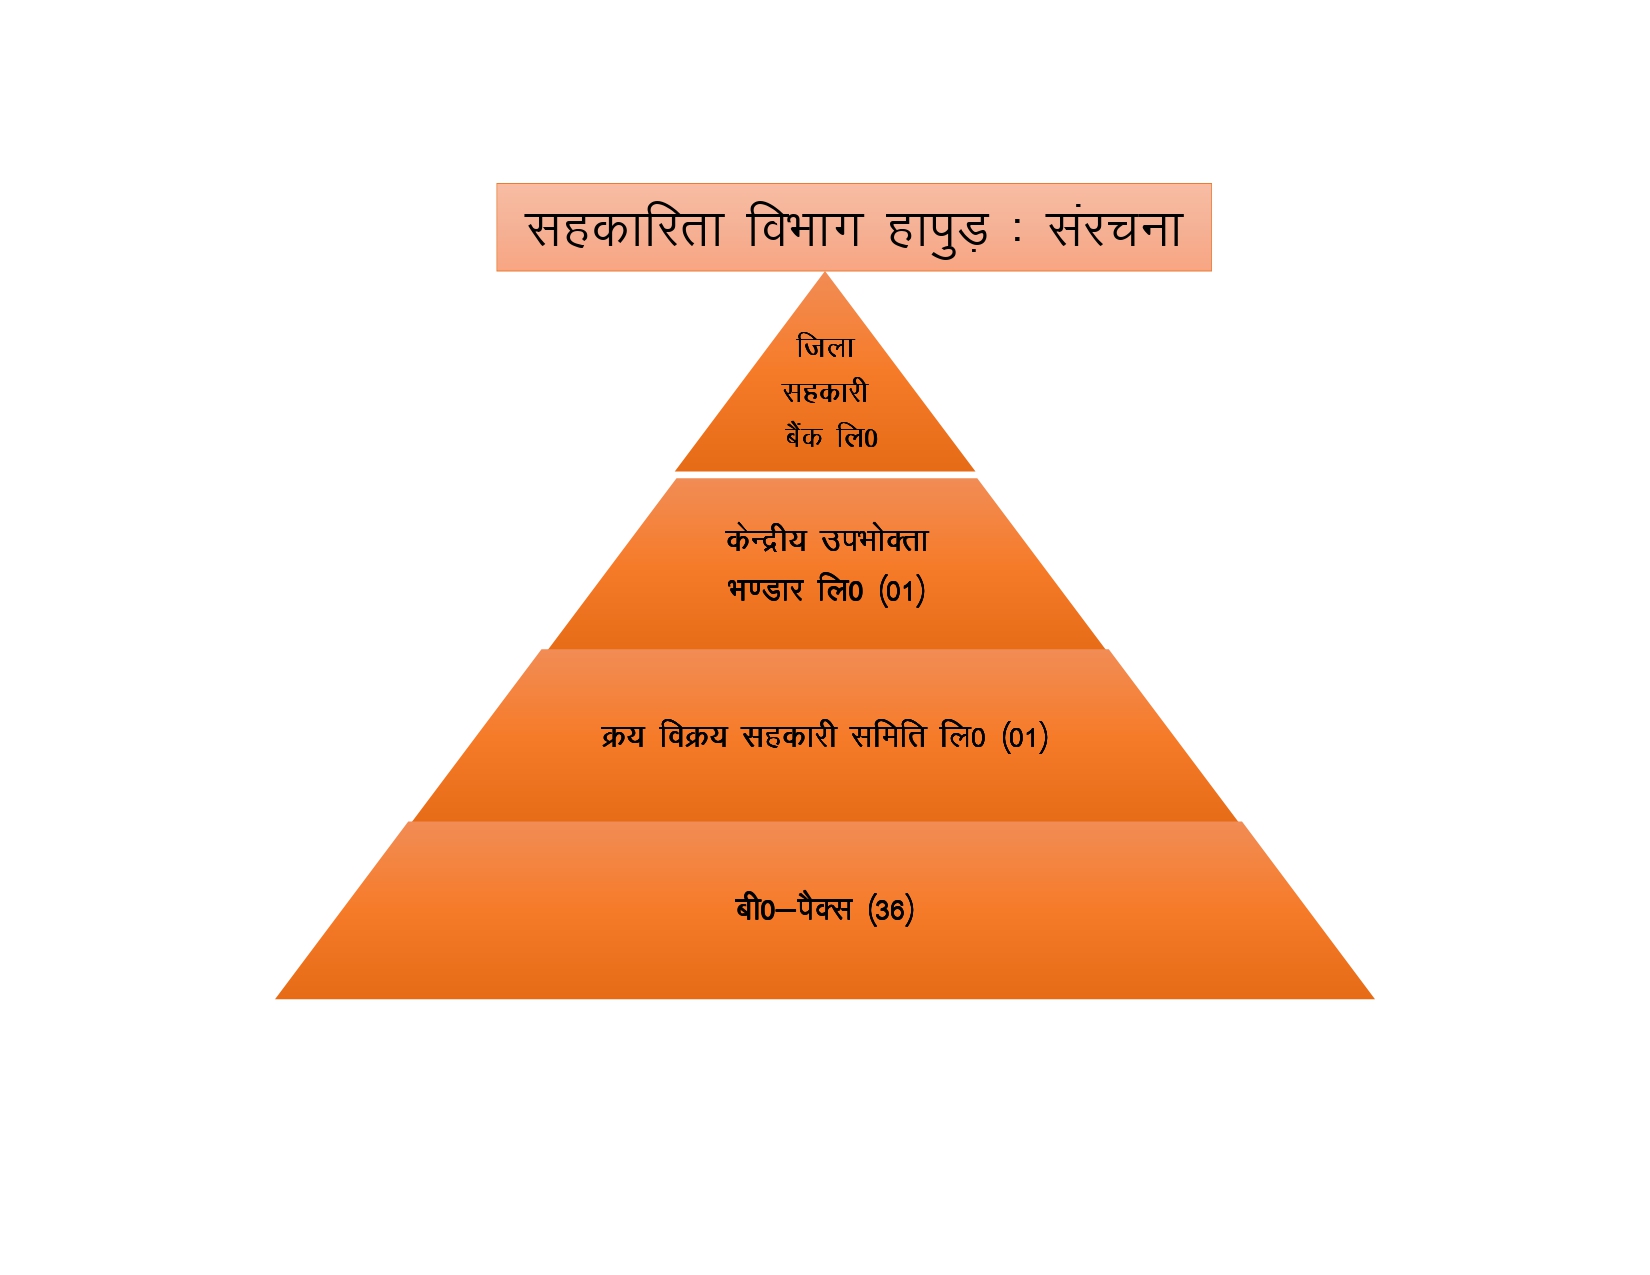 सहकारिता विभाग हापुड़ : संरचना
जिला
सहकारी
बैंक लि0
केन्द्रीय उपभोक्ता
भण्डार लि0 (01)
क्रय विक्रय सहकारी समिति लि0 (01)
बी0–पैक्स (36)